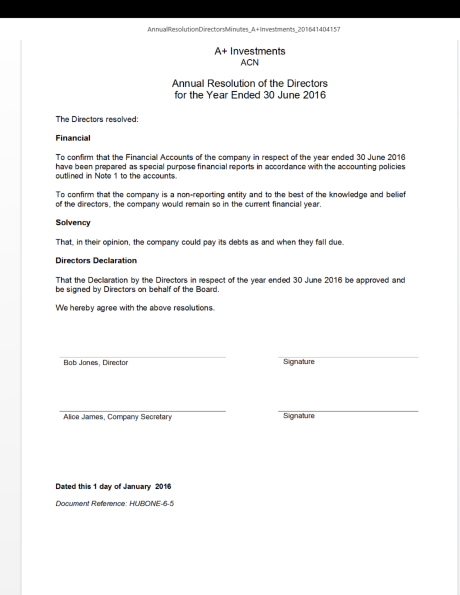 AnnualResolutionDirectorsMinutes_A+Investments_201641404157
A+ Investments
ACN
Annual Resolution of the Directors
for the Year Ended 30 June 2016
The Directors resolved:
Financial
To confirm that the Financial Accounts of the company in respect of the year ended 30 June 2016
have been prepared as special purpose financial reports in accordance with the accounting policies
outlined in Note 1 to the accounts.
To confirm that the company is a non-reporting entity and to the best of the knowledge and belief
of the directors, the company would remain so in the current financial year.
Solvency
That, in their opinion, the company could pay its debts as and when they fall due.
Directors Declaration
That the Declaration by the Directors in respect of the year ended 30 June 2016 be approved and
be signed by Directors on behalf of the Board.
We hereby agree with the above resolutions.
Bob Jones, Director
Signature
Alice James, Company Secretary
Signature
Dated this 1 day of January 2016
Document Reference: HUBONE-6-5